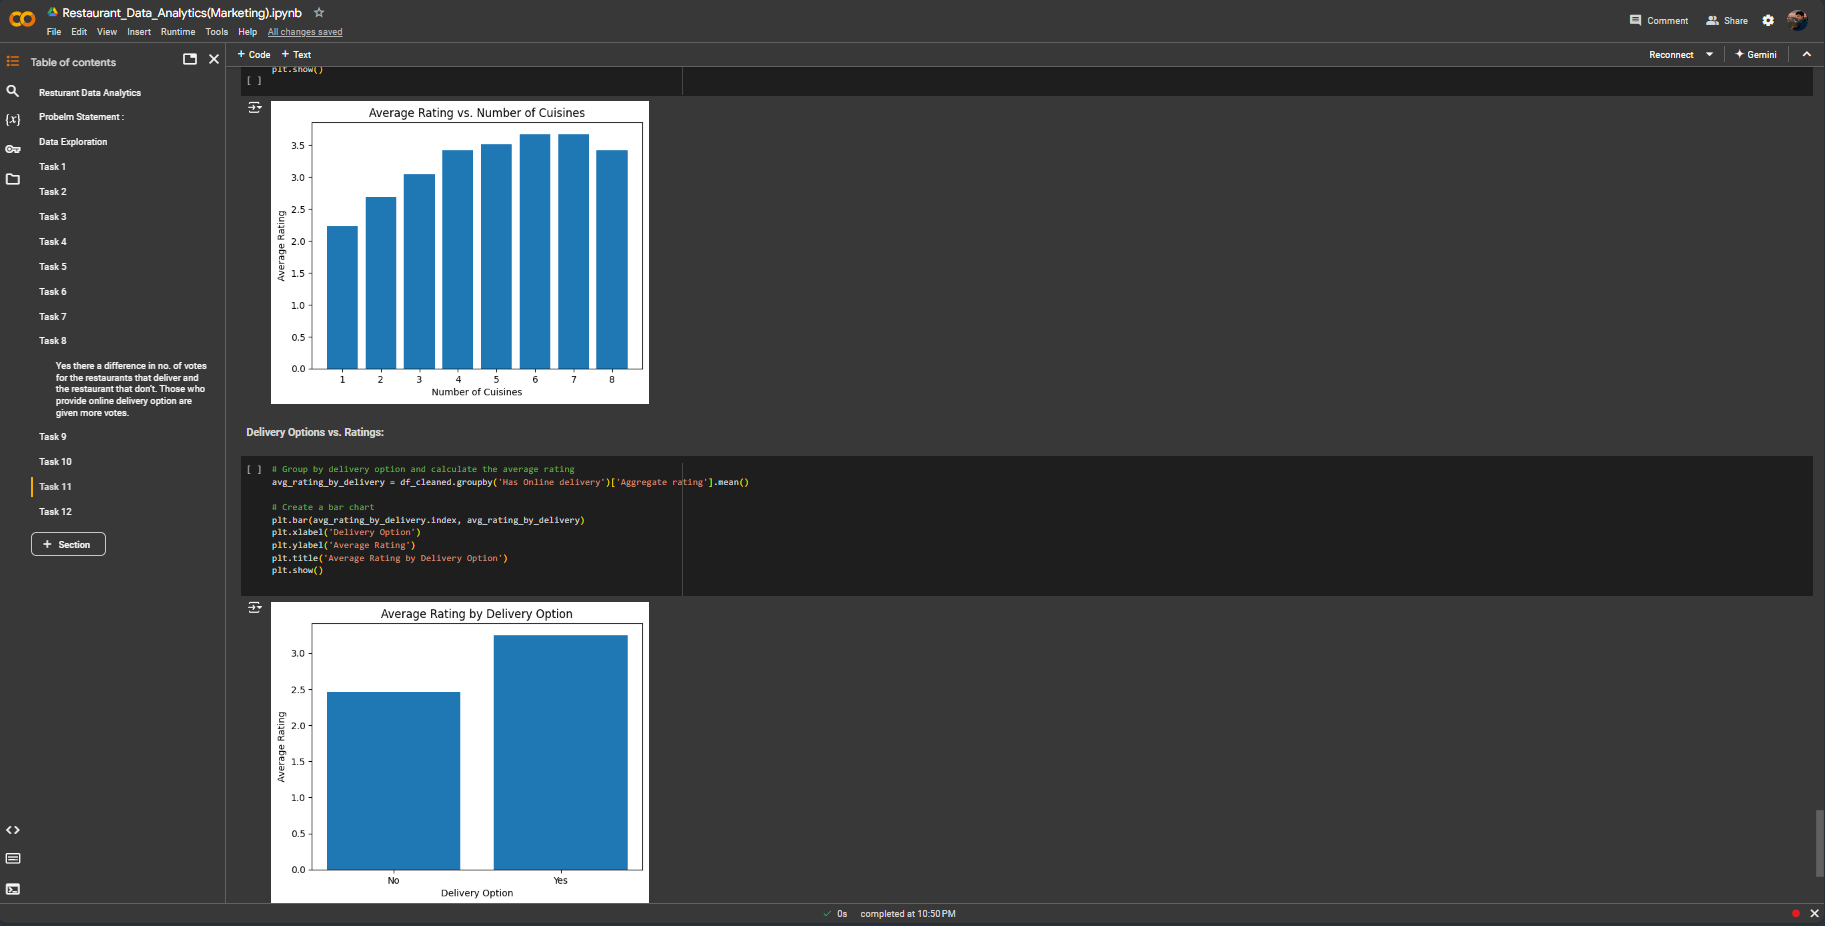 Restaurant_Data_Analytics(Marketing).ipynb
File Edit View Insert Runtime Tools Help All changes saved
Comment Share
Table of contents
+ Code + Text
Reconnect Gemini
Resturant Data Analytics
Probelm Statement :
Data Exploration
Task 1
Task 2
Task 3
Task 4
Task 5
Task 6
Task 7
Task 8
Yes there a difference in no. of votes
for the restaurants that deliver and
the restaurant that don't. Those who
provide online delivery option are
given more votes.
Task 9
Task 10
Task 11
Task 12
+ Section
plt.show()
[ ]
Average Rating vs. Number of Cuisines
Average Rating
3.5
3.0
2.5
2.0
1.5
1.0
0.5
0.0
1 2 3 4 5 6 7 8
Number of Cuisines
Delivery Options vs. Ratings:
[ ] # Group by delivery option and calculate the average rating
avg_rating_by_delivery = df_cleaned.groupby('Has Online delivery')['Aggregate rating'].mean()
# Create a bar chart
plt.bar(avg_rating_by_delivery.index, avg_rating_by_delivery)
plt.xlabel('Delivery Option')
plt.ylabel('Average Rating')
plt.title('Average Rating by Delivery Option')
plt.show()
Average Rating by Delivery Option
Average Rating
3.0
2.5
2.0
1.5
1.0
0.5
0.0
No Yes
Delivery Option
0s completed at 10:50 PM